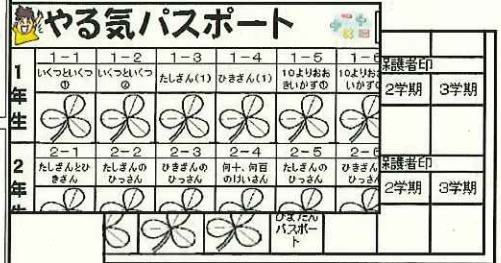 やる気パスポート
1-1 1-2 1-3 1-4 1-5 1-6
1年生
いくつといくつ① いくつといくつ② たしざん(1) ひきざん(1) 10よりおおきいかず① 10よりおお いかず
2-1 2-2 2-3 2-4 2-5 2-6
2年生
たしざんとひきざん たしざんのひっさん ひきざんのひっさん 何十、何百のけいさん たしざんのひっさん ひきざん ひっさ
保護者印
2学期 3学期
保護者印
2学期 3学期
ひまたん
パスポー
ト